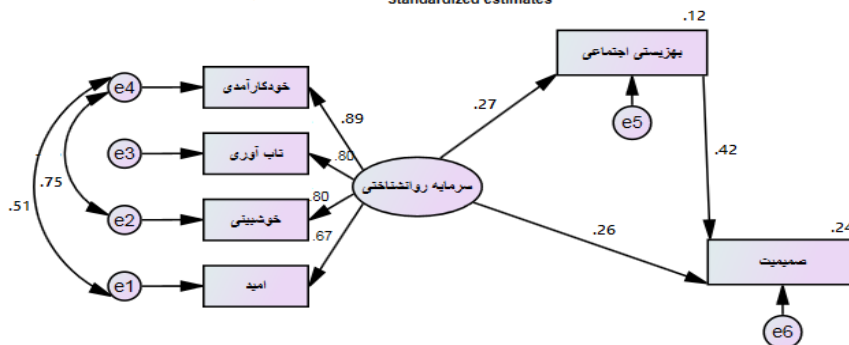 Standardized estimates
.12
بهزیستی اجتماعی
e4
خودکارآمدی
.27
e5
.89
e3
تاب آوری
.80
.42
.51
.75
سرمایه روانشناختی
e2
خوشبینی
.80
.26
.24
.67
صمیمیت
e1
امید
e6